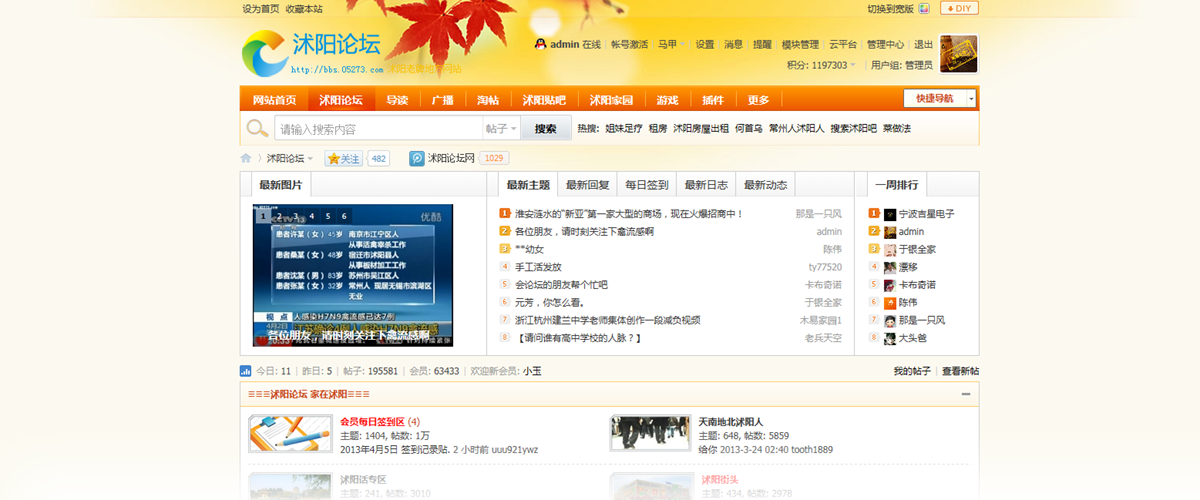 设为首页 收藏本站 切换到宽版 DIY
沭阳论坛
http://bbs.05273.com
admin 在线 帐号激活 马甲 设置 消息 提醒 模块管理 云平台 管理中心 退出
积分: 1197303 用户组: 管理员
网站首页 沭阳论坛 导读 广播 淘帖 沭阳贴吧 沭阳家园 游戏 插件 更多 快捷导航
请输入搜索内容 帖子 搜索 热搜: 姐妹足疗 租房 沭阳房屋出租 何首乌 常州人沭阳人 搜索沭阳吧 菜做法
沭阳论坛 关注 482 沭阳论坛网 1029
最新图片 最新主题 最新回复 每日签到 最新日志 最新动态 一周排行
1 2 3 4 5 6
优酷
患者许某(女) 45岁 南京市江宁区人
从事活禽宰杀工作
患者桑某(女) 48岁 宿迁市沭阳县人
从事板材加工工作
患者沈某(男) 83岁 苏州市吴江区人
患者张某(女) 32岁 常州人 现居无锡市滨湖区
无业
视点 人感染H7N9禽流感已达7例
4月2日
各位朋友，请时刻关注下禽流感啊
20:33
1 淮安涟水的"新亚"第一家大型的商场，现在火爆招商中！ 那是一只风
2 各位朋友，请时刻关注下禽流感啊 admin
3 **幼女 陈伟
4 手工活发放 ty77520
5 会论坛的朋友帮个忙吧 卡布奇诺
6 元芳，你怎么看。 于银全家
7 浙江杭州建兰中学老师集体创作一段减负视频 木易家园1
8 【请问谁有高中学校的人脉？】 老兵天空
1 宁波吉星电子
2 admin
3 于银全家
4 漂移
5 卡布奇诺
6 陈伟
7 那是一只风
8 大头爸
今日: 11 | 昨日: 5 | 帖子: 195581 | 会员: 63433 | 欢迎新会员: 小玉 我的帖子 | 查看新帖
≡≡≡沭阳论坛 家在沭阳≡≡≡
会员每日签到区 (4)
主题: 1404, 帖数: 1万
2013年4月5日 签到记录贴. 2 小时前 uuu921ywz
天南地北沭阳人
主题: 648, 帖数: 5859
给你 2013-3-24 02:40 tooth1889
沭阳话专区
主题: 241, 帖数: 3010
沭阳街头
主题: 434, 帖数: 2978